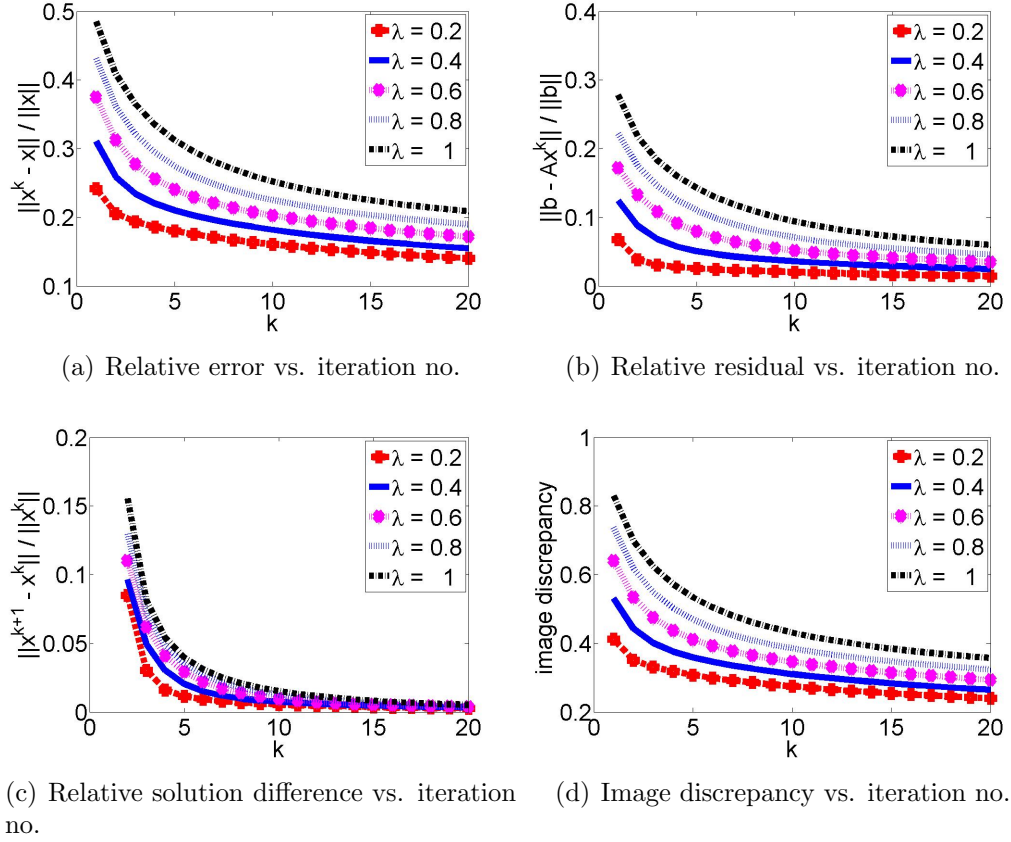 ||x^k - x|| / ||x||
0.5
0.4
0.3
0.2
0.1
0
5
10
15
20
k
λ = 0.2
λ = 0.4
λ = 0.6
λ = 0.8
λ = 1
(a) Relative error vs. iteration no.
||b - Ax^k|| / ||b||
0.4
0.3
0.2
0.1
0
0
5
10
15
20
k
λ = 0.2
λ = 0.4
λ = 0.6
λ = 0.8
λ = 1
(b) Relative residual vs. iteration no.
||x^{k+1} - x^k|| / ||x^k||
0.2
0.15
0.1
0.05
0
0
5
10
15
20
k
λ = 0.2
λ = 0.4
λ = 0.6
λ = 0.8
λ = 1
(c) Relative solution difference vs. iteration
no.
image discrepancy
1
0.8
0.6
0.4
0.2
0
5
10
15
20
k
λ = 0.2
λ = 0.4
λ = 0.6
λ = 0.8
λ = 1
(d) Image discrepancy vs. iteration no.